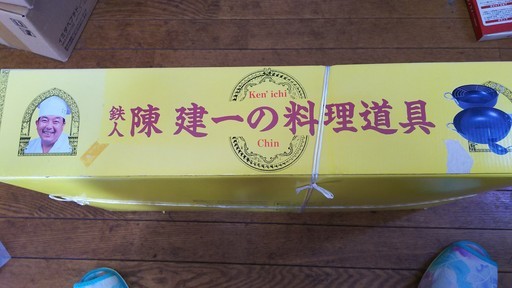 Ken' ichi
鉄人 陳 建一の料理道具
Chin